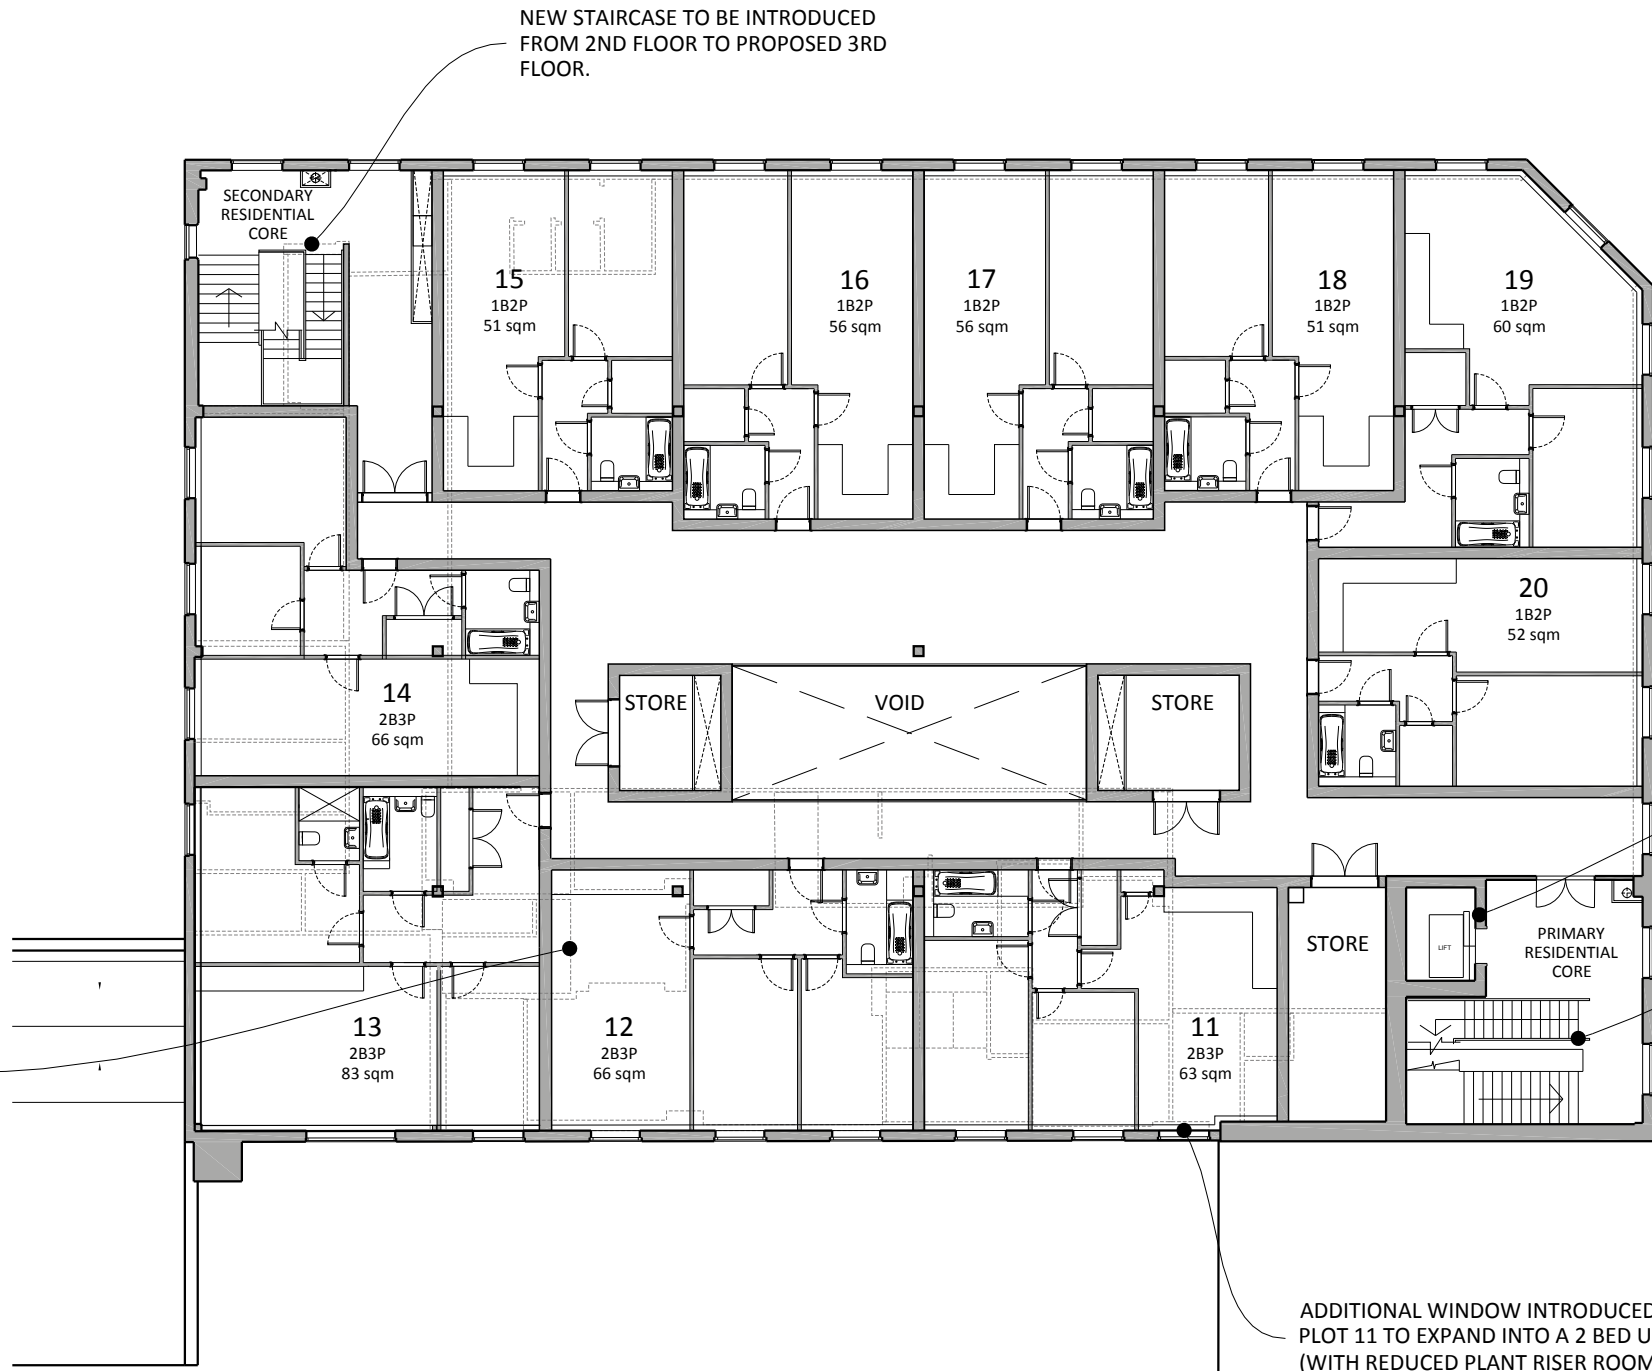 NEW STAIRCASE TO BE INTRODUCED
FROM 2ND FLOOR TO PROPOSED 3RD
FLOOR.
SECONDARY
RESIDENTIAL
CORE
15
1B2P
51 sqm
16
1B2P
56 sqm
17
1B2P
56 sqm
18
1B2P
51 sqm
19
1B2P
60 sqm
20
1B2P
52 sqm
14
2B3P
66 sqm
STORE
VOID
STORE
13
2B3P
83 sqm
12
2B3P
66 sqm
11
2B3P
63 sqm
STORE
LIFT
PRIMARY
RESIDENTIAL
CORE
ADDITIONAL WINDOW INTRODUCED
PLOT 11 TO EXPAND INTO A 2 BED U
(WITH REDUCED PLANT RISER ROOM